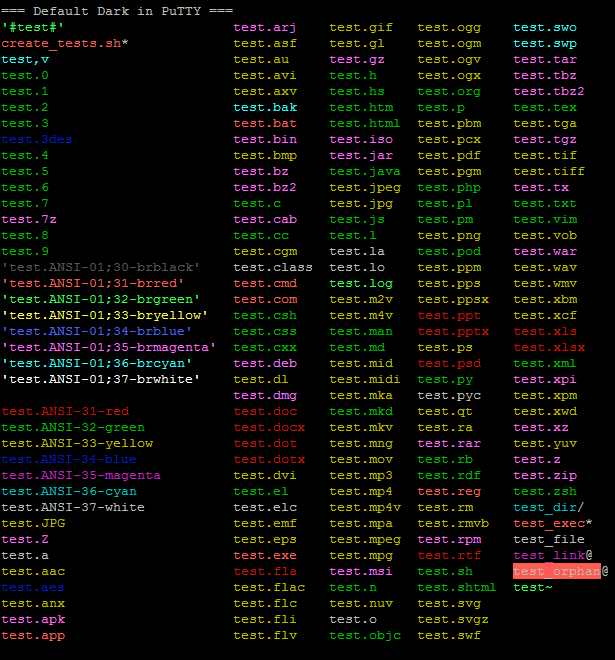 === Default Dark in PuTTY ===
'#test#' test.arj test.gif test.ogg test.swo
create_tests.sh* test.asf test.gl test.ogm test.swp
test,v test.au test.gz test.ogv test.tar
test.0 test.avi test.h test.ogx test.tbz
test.1 test.axv test.hs test.org test.tbz2
test.2 test.bak test.htm test.p test.tex
test.3 test.bat test.html test.pbm test.tga
test.3des test.bin test.iso test.pcx test.tgz
test.4 test.bmp test.jar test.pdf test.tif
test.5 test.bz test.java test.pgm test.tiff
test.6 test.bz2 test.jpeg test.php test.tx
test.7 test.c test.jpg test.pl test.txt
test.7z test.cab test.js test.pm test.vim
test.8 test.cc test.l test.png test.vob
test.9 test.cgm test.la test.pod test.war
'test.ANSI-01;30-brblack' test.class test.lo test.ppm test.wav
'test.ANSI-01;31-brred' test.cmd test.log test.pps test.wmv
'test.ANSI-01;32-brgreen' test.com test.m2v test.ppsx test.xbm
'test.ANSI-01;33-bryellow' test.csh test.m4v test.ppt test.xcf
'test.ANSI-01;34-brblue' test.css test.man test.pptx test.xls
'test.ANSI-01;35-brmagenta' test.cxx test.md test.ps test.xlsx
'test.ANSI-01;36-brcyan' test.deb test.mid test.psd test.xml
'test.ANSI-01;37-brwhite' test.dl test.midi test.py test.xpi
test.dmg test.mka test.pyc test.xpm
test.ANSI-31-red test.doc test.mkd test.qt test.xwd
test.ANSI-32-green test.docx test.mkv test.ra test.xz
test.ANSI-33-yellow test.dot test.mng test.rar test.yuv
test.ANSI-34-blue test.dotx test.mov test.rb test.z
test.ANSI-35-magenta test.dvi test.mp3 test.rdf test.zip
test.ANSI-36-cyan test.el test.mp4 test.reg test.zsh
test.ANSI-37-white test.elc test.mp4v test.rm test_dir/
test.JPG test.emf test.mpa test.rmvb test_exec*
test.Z test.eps test.mpeg test.rpm test_file
test.a test.exe test.mpg test.rtf test_link@
test.aac test.fla test.msi test.sh test_orphan@
test.aes test.flac test.n test.shtml test~
test.anx test.flc test.nuv test.svg
test.apk test.fli test.o test.svgz
test.app test.flv test.objc test.swf